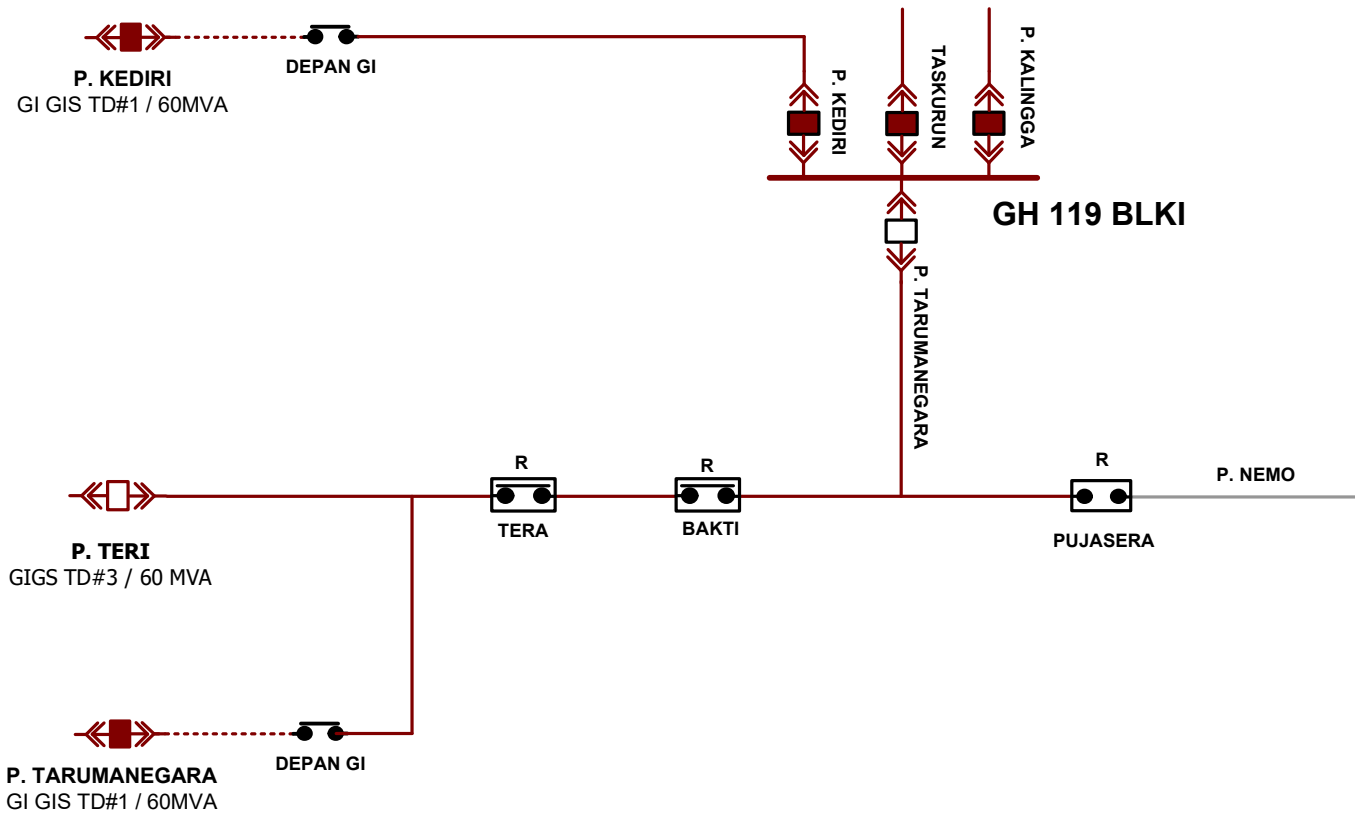 DEPAN GI
P. KEDIRI
GI GIS TD#1 / 60MVA
P. KEDIRI
TASKURUN
P. KALINGGA
GH 119 BLKI
P. TARUMANEGARA
R
TERA
R
BAKTI
R
PUJASERA
P. NEMO
P. TERI
GIGS TD#3 / 60 MVA
DEPAN GI
P. TARUMANEGARA
GI GIS TD#1 / 60MVA